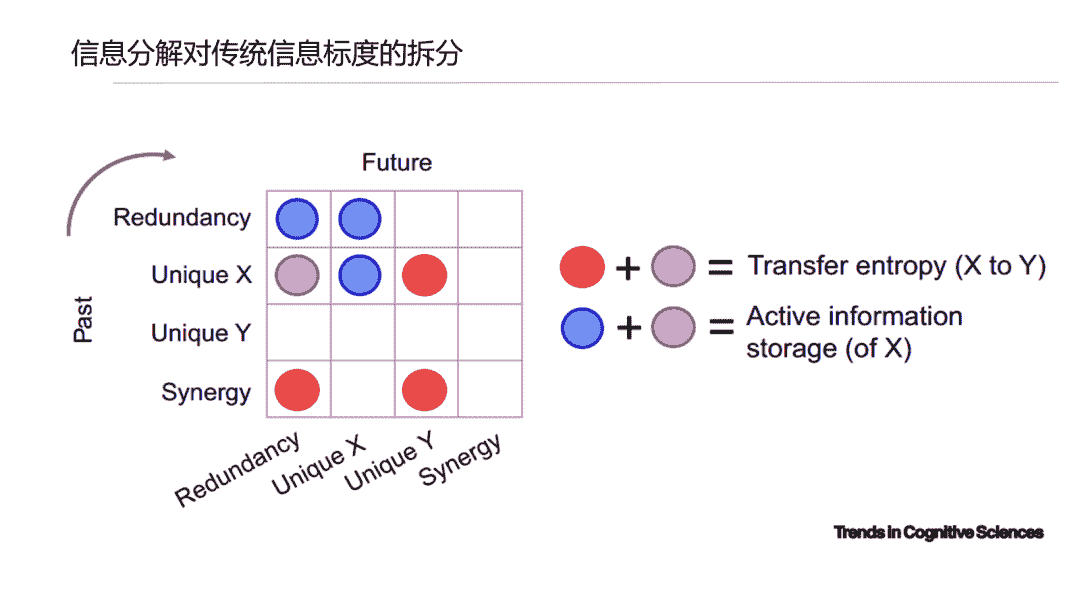 信息分解对传统信息标度的拆分
Future
Past
Redundancy
Unique X
Unique Y
Synergy
Redundancy
Unique X
Unique Y
Synergy
+ = Transfer entropy (X to Y)
+ = Active information
storage (of X)
Trends in Cognitive Sciences